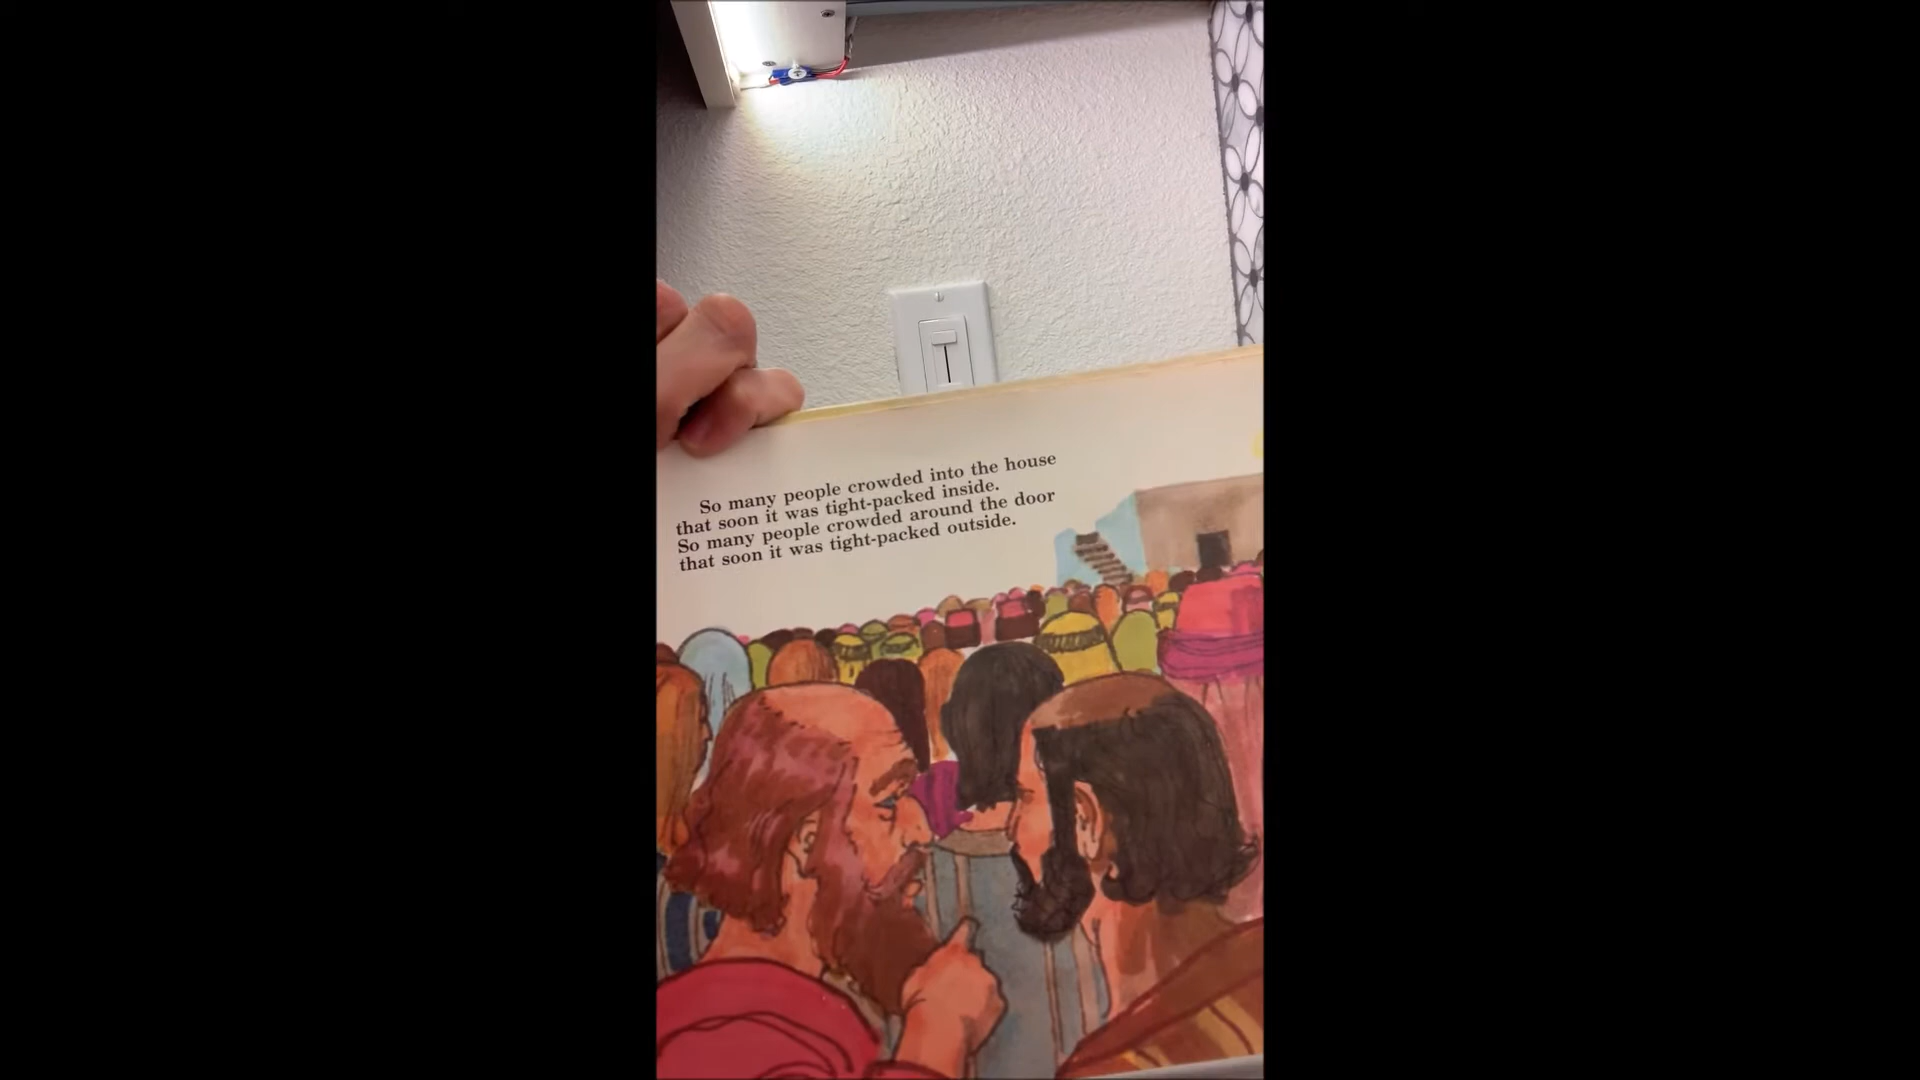 So many people crowded into the house
that soon it was tight-packed inside.
So many people crowded around the door
that soon it was tight-packed outside.